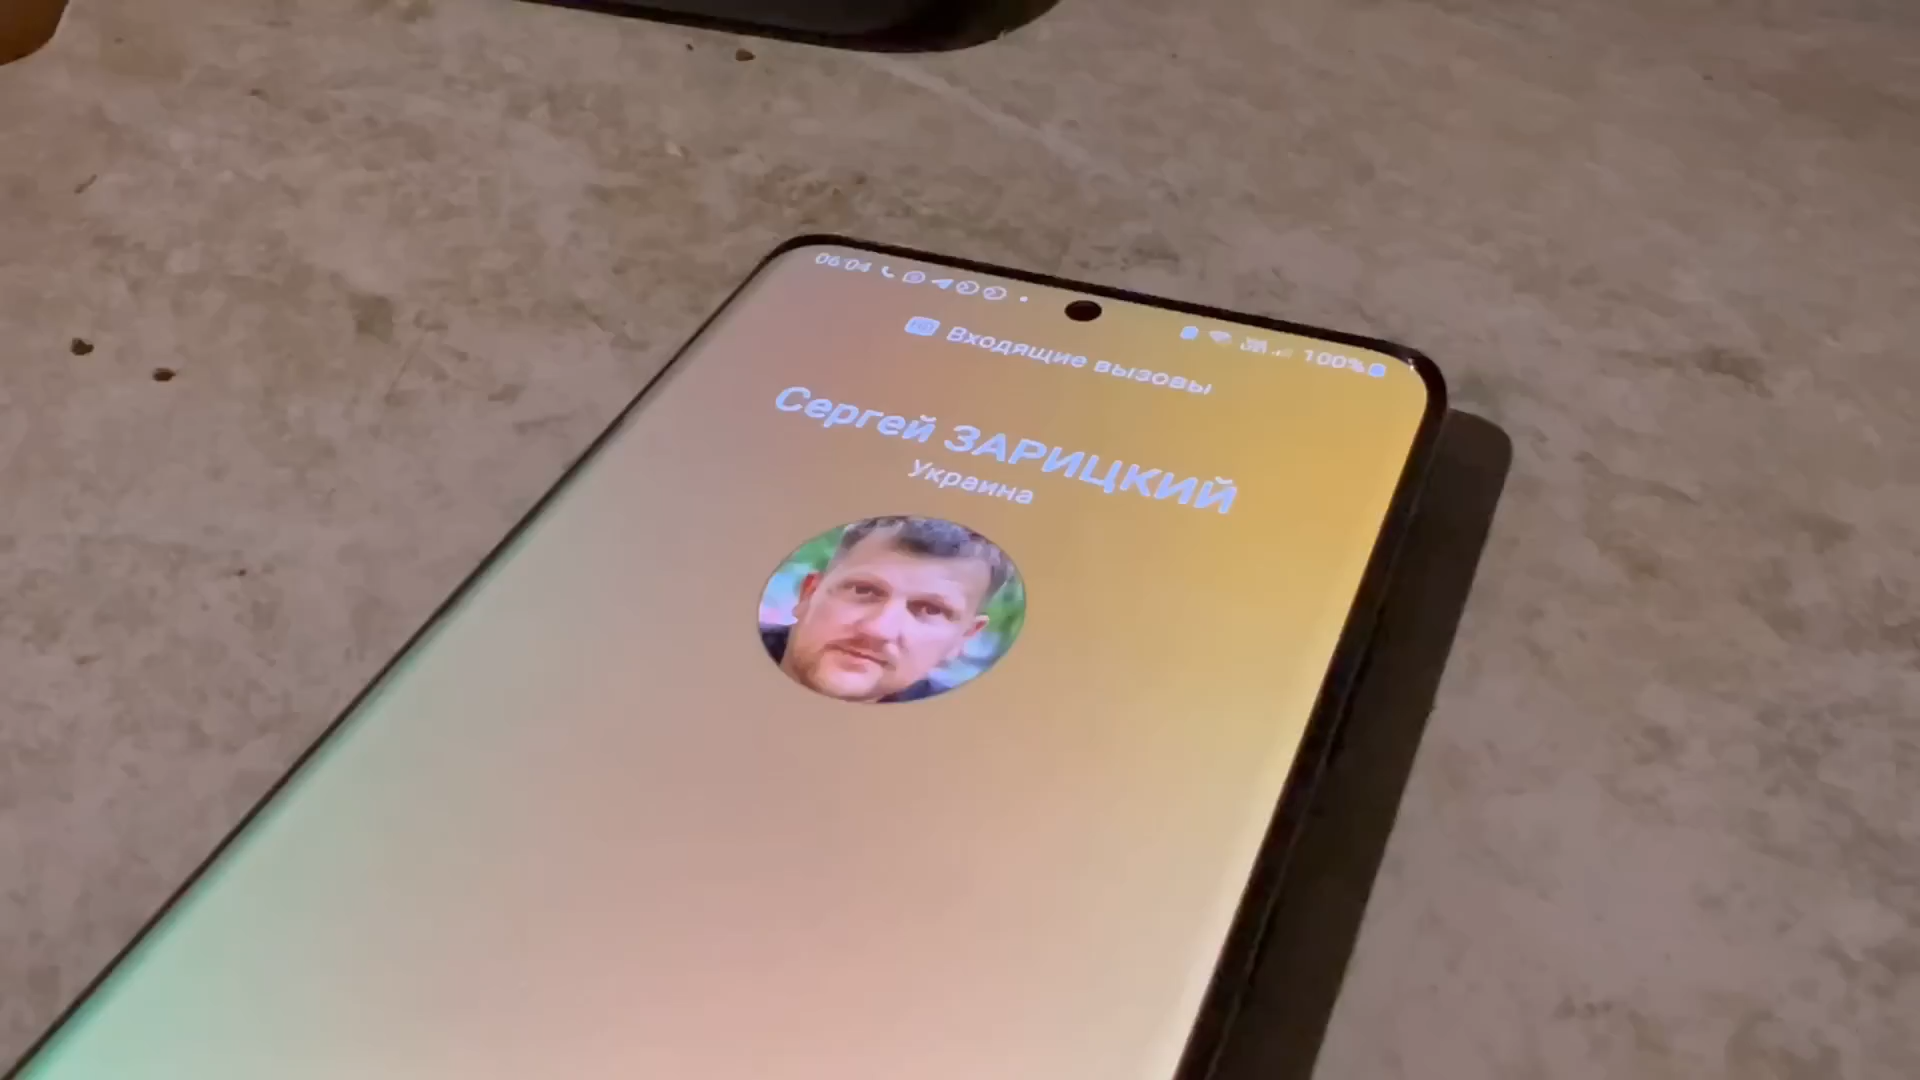 06:04
100%
Входящие вызовы
Сергей ЗАРИЦКИЙ
Украина